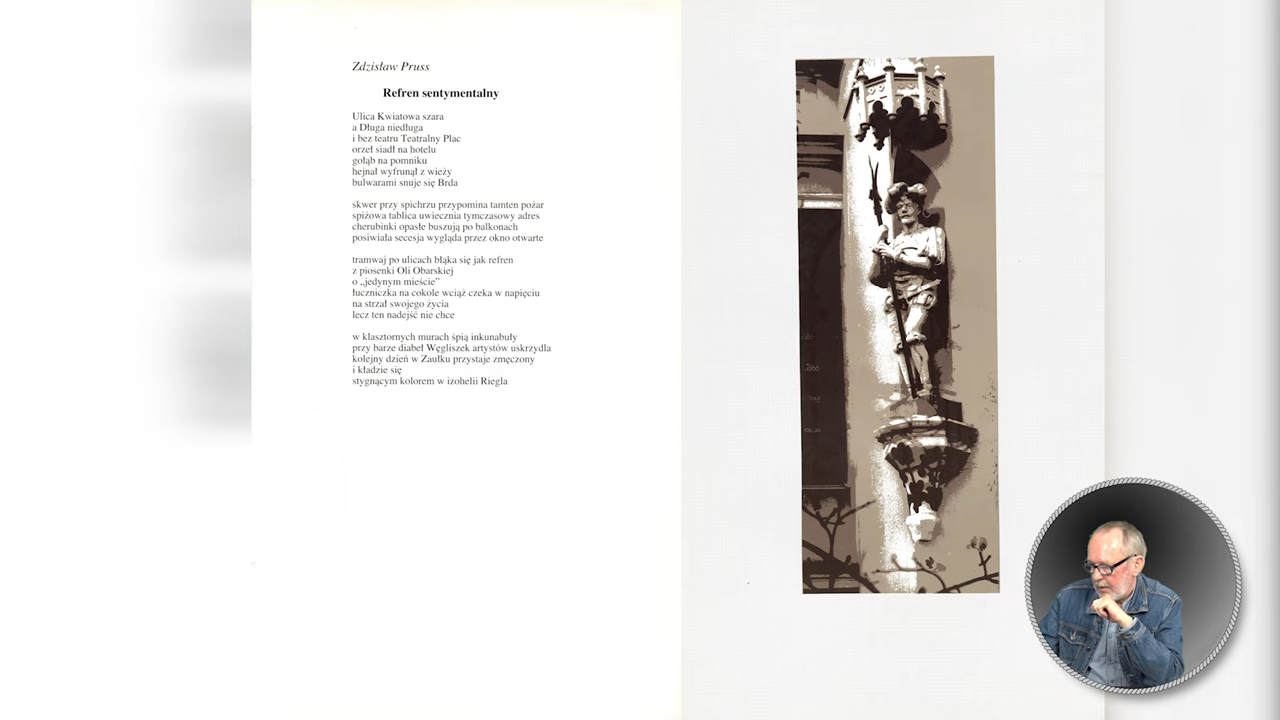 Zdzisław Pruss
Refren sentymentalny
Ulica Kwiatowa szara
a Długa niedługa
i bez teatru Teatralny Plac
orzeł siadł na hotelu
gołąb na pomniku
hejnał wyfrunął z wieży
bulwarami snuje się Brda
skwer przy spichrzu przypomina tamten pożar
spiżowa tablica uwiecznia tymczasowy adres
cherubinki opasłe buszują po balkonach
posiwiała secesja wygląda przez okno otwarte
tramwaj po ulicach błąka się jak refren
z piosenki Oli Obarskiej
o „jedynym mieście”
łuczniczka na cokole wciąż czeka w napięciu
na strzał swojego życia
lecz ten nadejść nie chce
w klasztornych murach śpią inkunabuły
przy barze diabeł Węgliszek artystów uskrzydla
kolejny dzień w Zaułku przystaje zmęczony
i kładzie się
stygnącym kolorem w izohelii Riegla